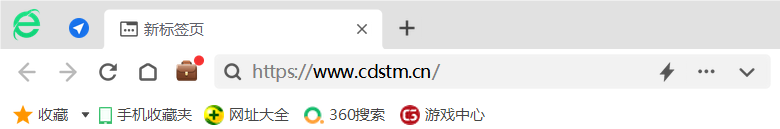 新标签页
https://www.cdstm.cn/
收藏 手机收藏夹 网址大全 360搜索 游戏中心